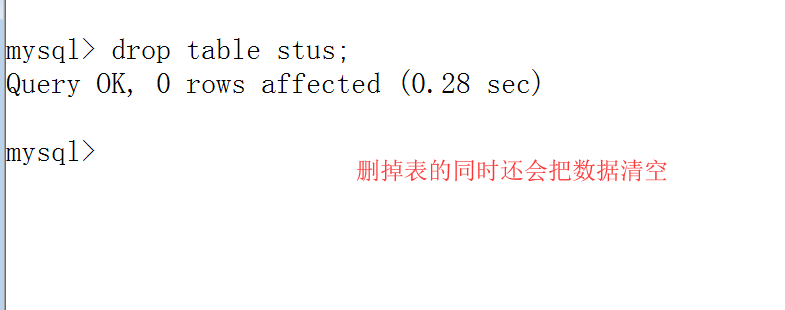 mysql> drop table stus;
Query OK, 0 rows affected (0.28 sec)
mysql>
删掉表的同时还会把数据清空